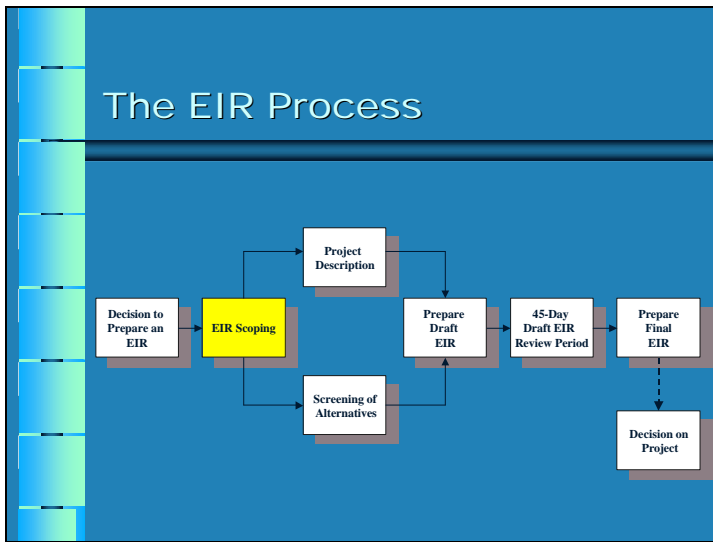 The EIR Process
Decision to
Prepare an
EIR
EIR Scoping
Project
Description
Screening of
Alternatives
Prepare
Draft
EIR
45-Day
Draft EIR
Review Period
Prepare
Final
EIR
Decision on
Project